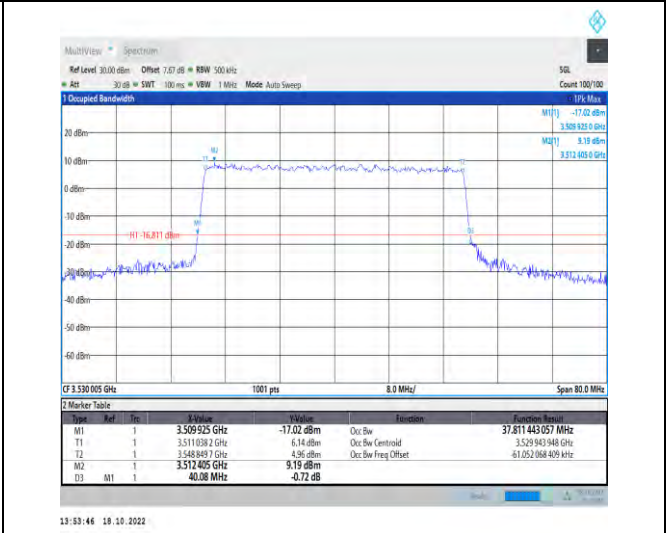 MultiView Spectrum
Ref Level 30.00 dBm Offset 7.67 dB RBW 500 kHz SGL
Att 30 dB SWT 100 ms VBW 1 MHz Mode Auto Sweep Count 100/100
1 Occupied Bandwidth 1Pk Max
M1[1] -17.02 dBm
3.509 925 0 GHz
M2[1] 9.19 dBm
3.512 405 0 GHz
20 dBm
M2
T1 T2
10 dBm
0 dBm
-10 dBm
M1
H1 -16.811 dBm
D3
-20 dBm
-30 dBm
-40 dBm
-50 dBm
-60 dBm
CF 3.530 005 GHz 1001 pts 8.0 MHz/ Span 80.0 MHz
2 Marker Table
Type Ref Trc X-Value Y-Value Function Function Result
M1 1 3.509 925 GHz -17.02 dBm Occ Bw 37.811 443 057 MHz
T1 1 3.511 038 2 GHz 6.14 dBm Occ Bw Centroid 3.529 943 948 GHz
T2 1 3.548 849 7 GHz 4.96 dBm Occ Bw Freq Offset -61.052 068 409 kHz
M2 1 3.512 405 GHz 9.19 dBm
D3 M1 1 40.08 MHz -0.72 dB
13:53:46 18.10.2022